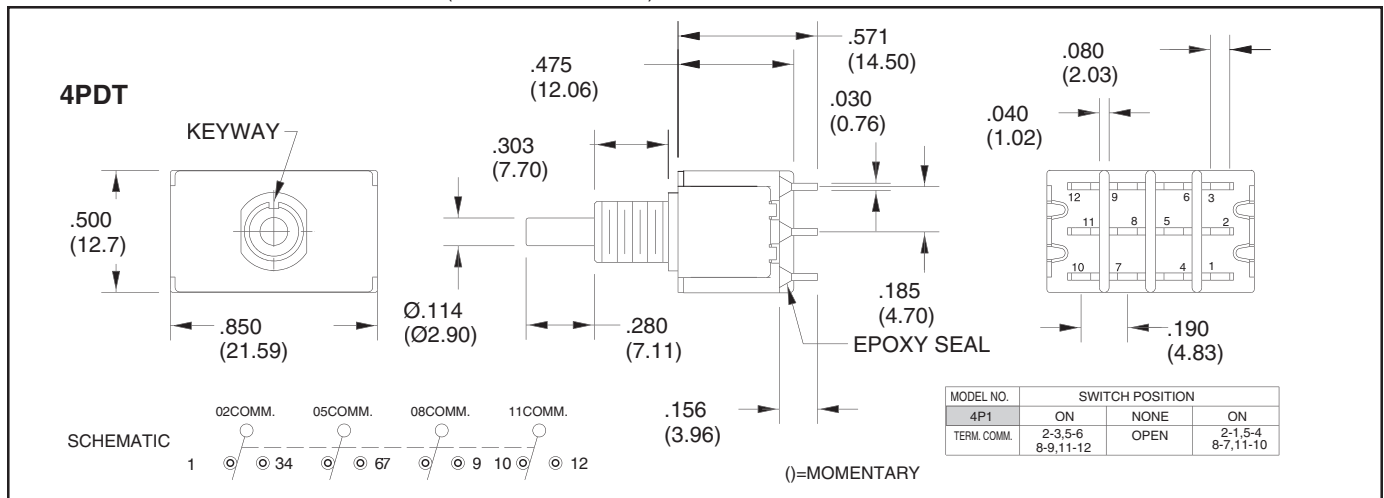 4PDT
KEYWAY
.500
(12.7)
.850
(21.59)
.475
(12.06)
.571
(14.50)
.303
(7.70)
.030
(0.76)
Ø.114
(Ø2.90)
.280
(7.11)
.185
(4.70)
EPOXY SEAL
.156
(3.96)
.080
(2.03)
.040
(1.02)
12 9 6 3
11 8 5 2
10 7 4 1
.190
(4.83)
02COMM. 05COMM. 08COMM. 11COMM.
SCHEMATIC
1 34 67 9 10 12
()=MOMENTARY
MODEL NO. SWITCH POSITION
4P1 ON NONE ON
TERM. COMM. 2-3,5-6 OPEN 2-1,5-4
8-9,11-12 8-7,11-10